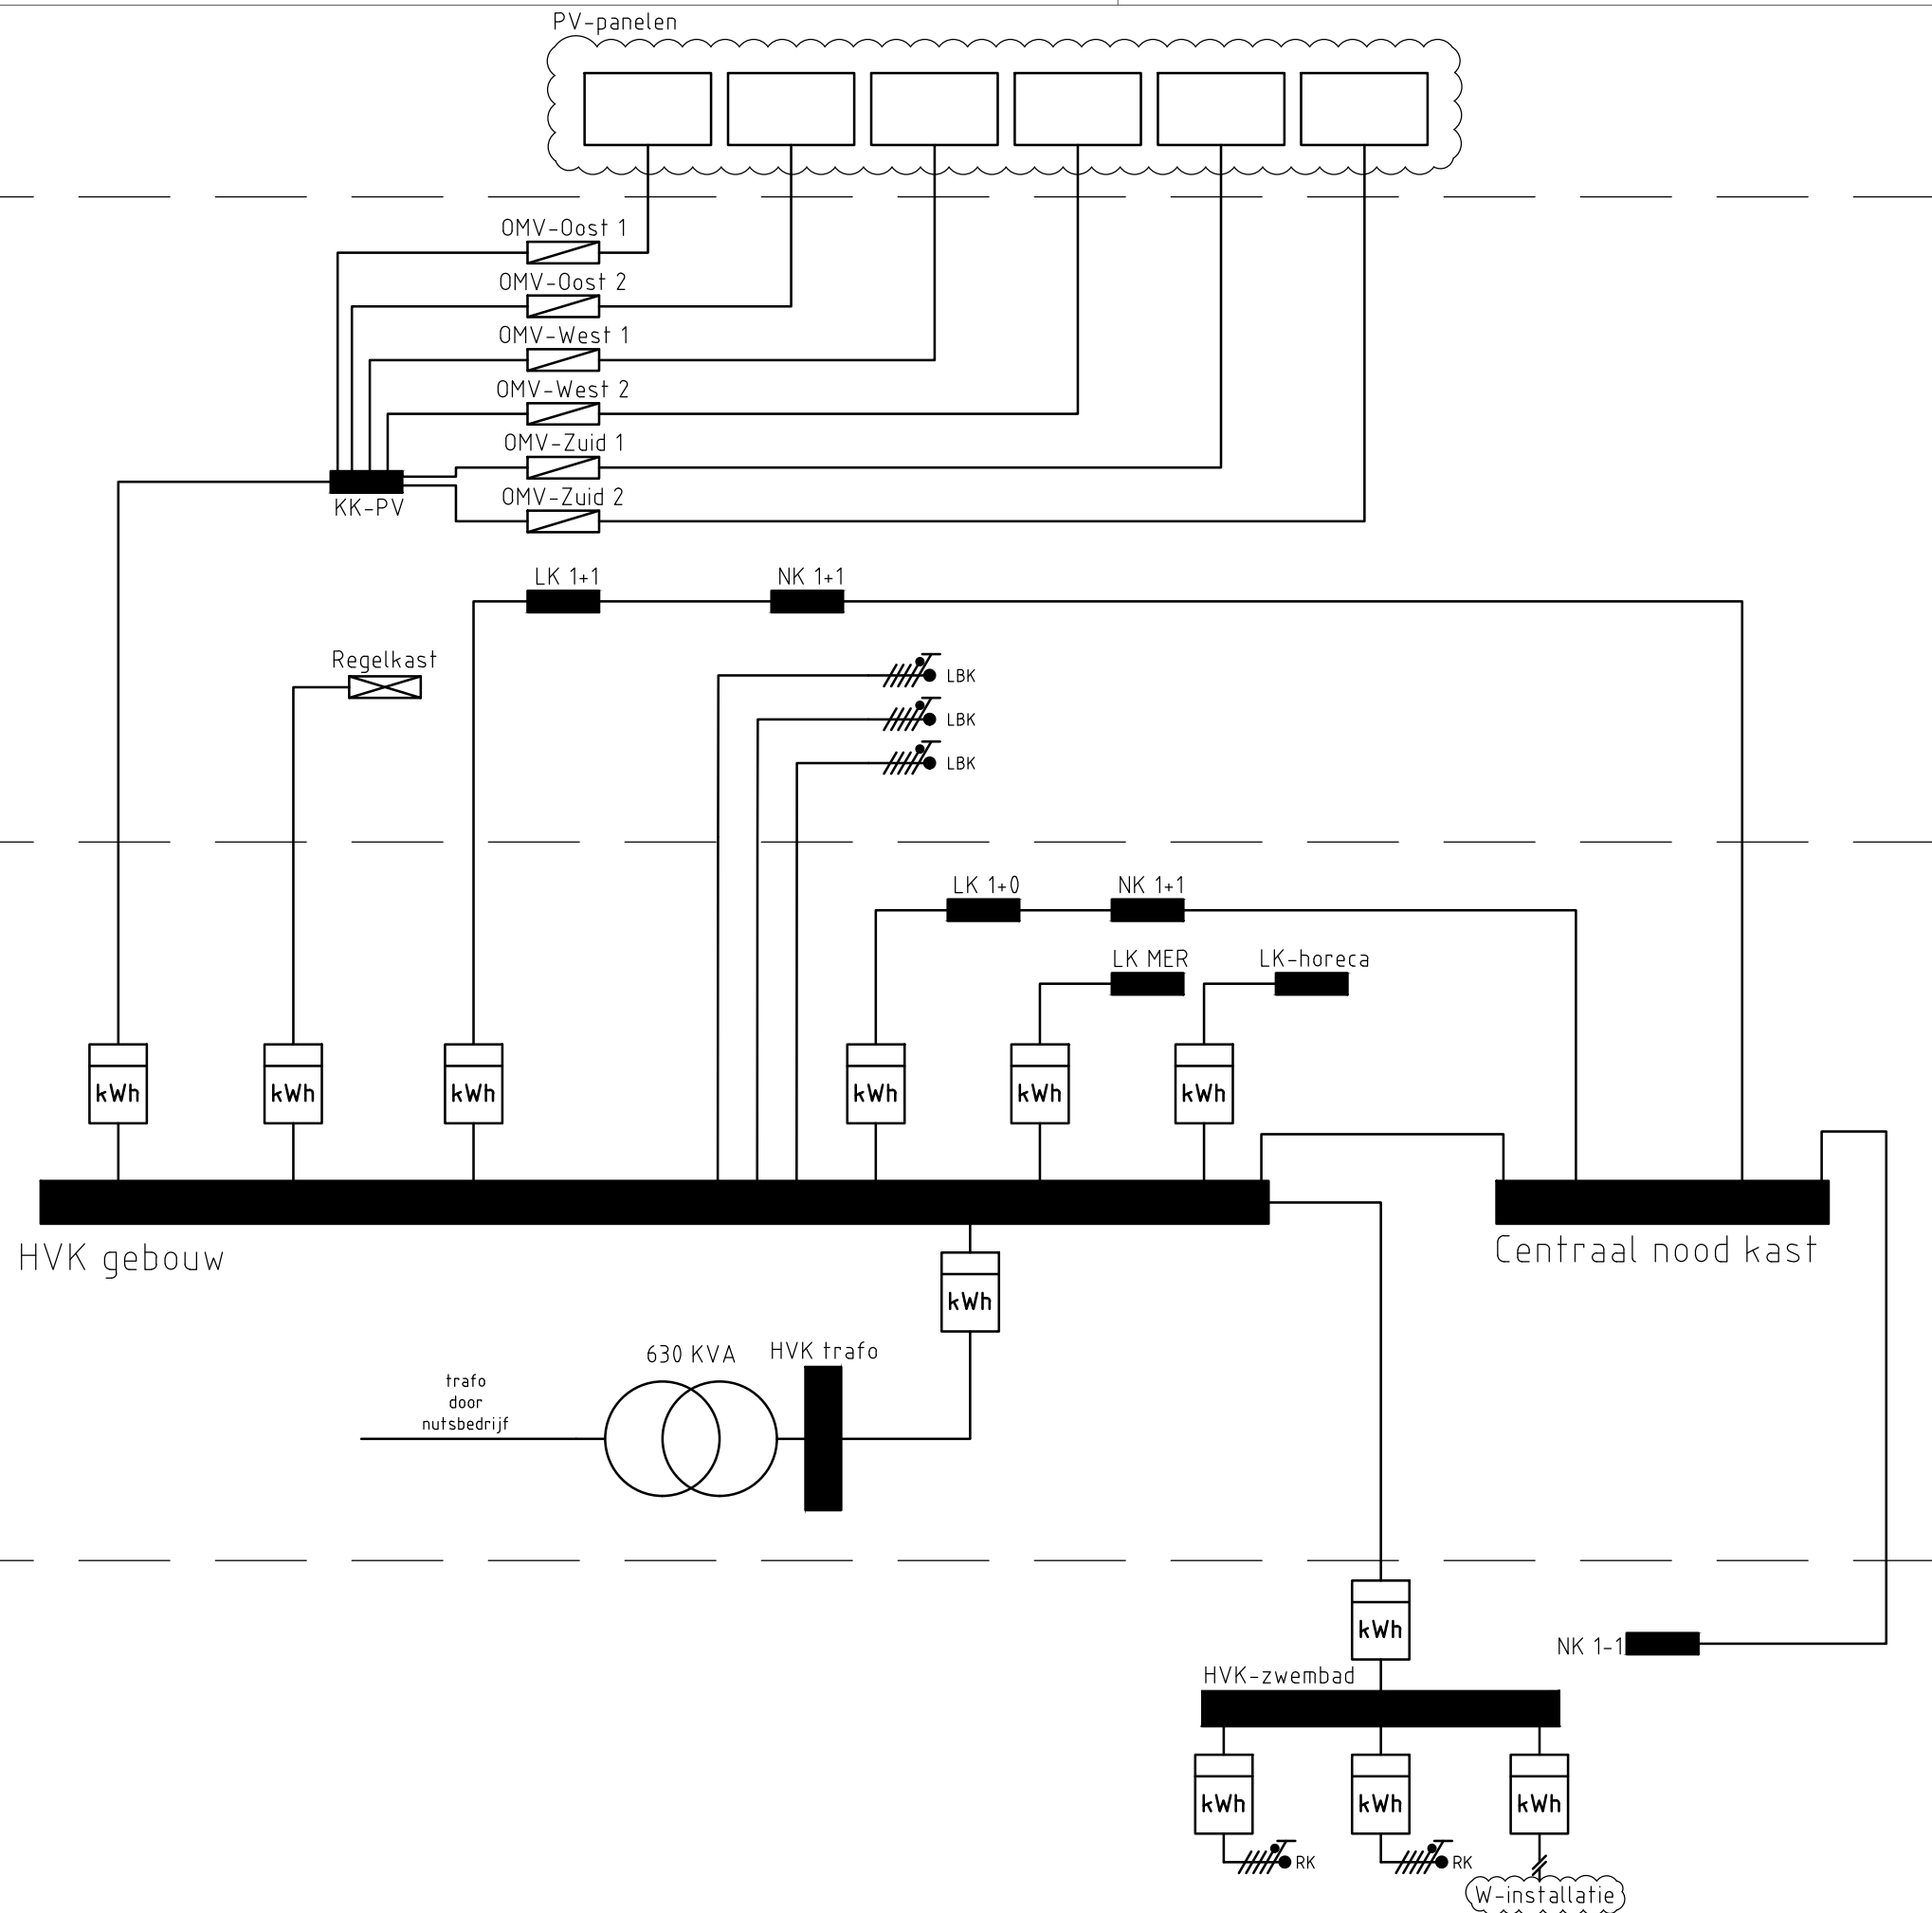 PV-panelen
OMV-Oost 1
OMV-Oost 2
OMV-West 1
OMV-West 2
OMV-Zuid 1
OMV-Zuid 2
KK-PV
LK 1+1
NK 1+1
Regelkast
LBK
LBK
LBK
LK 1+0
NK 1+1
LK MER
LK-horeca
kWh
kWh
kWh
kWh
kWh
kWh
HVK gebouw
Centraal nood kast
kWh
630 KVA
HVK trafo
trafo
door
nutsbedrijf
kWh
NK 1-1
HVK-zwembad
kWh
kWh
kWh
RK
RK
W-installatie